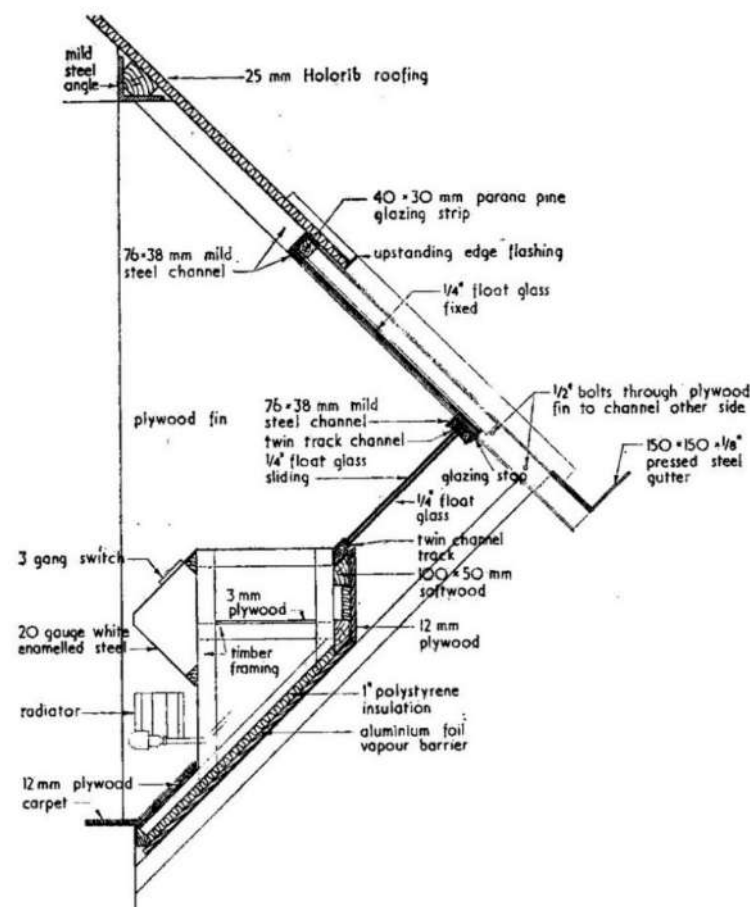 mild
steel
angle
25 mm Holorib roofing
40 × 30 mm parana pine
glazing strip
76×38 mm mild
steel channel
upstanding edge flashing
1/4" float glass
fixed
76×38 mm mild
steel channel
twin track channel
1/4" float glass
sliding
1/2" bolts through plywood
fin to channel other side
plywood fin
150×150×1/8"
pressed steel
gutter
glazing stop
1/4" float
glass
twin channel
track
3 gang switch
100×50 mm
softwood
3 mm
plywood
20 gauge white
enamelled steel
12 mm
plywood
timber
framing
1" polystyrene
insulation
radiator
aluminium foil
vapour barrier
12 mm plywood
carpet